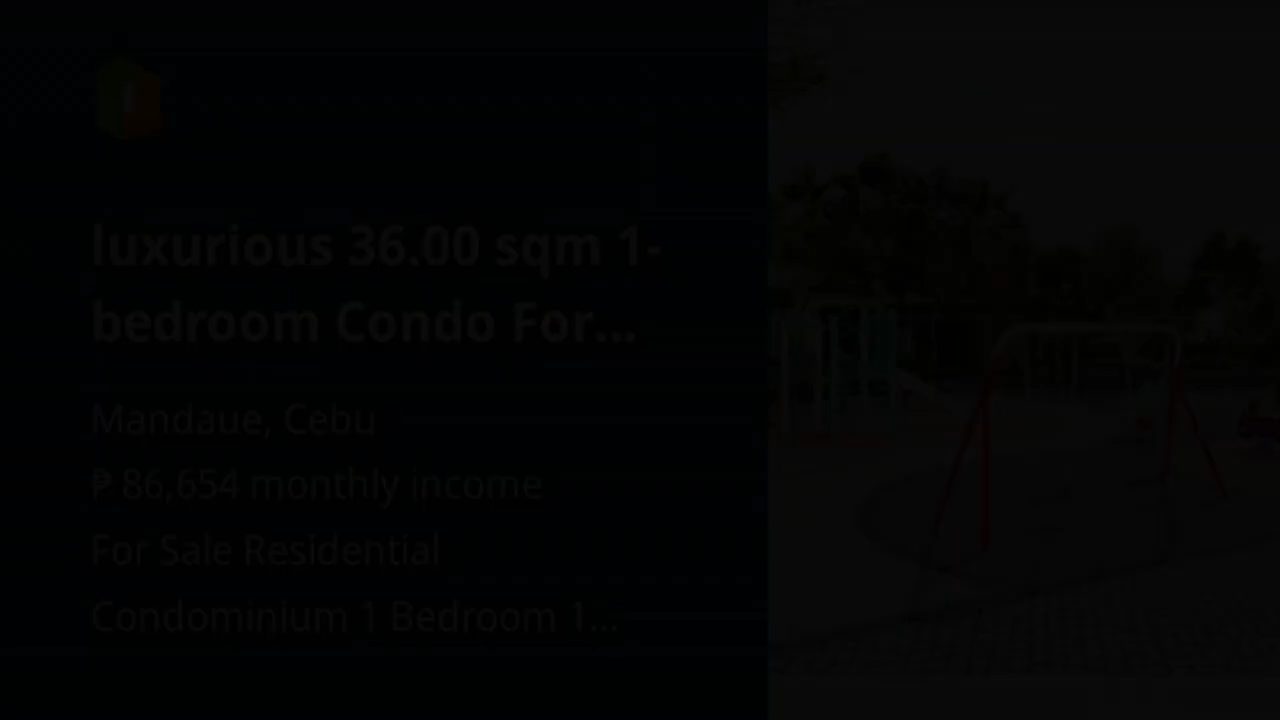 luxurious 36.00 sqm 1-
bedroom Condo For...
Mandaue, Cebu
₱ 86,654 monthly income
For Sale Residential
Condominium 1 Bedroom 1...